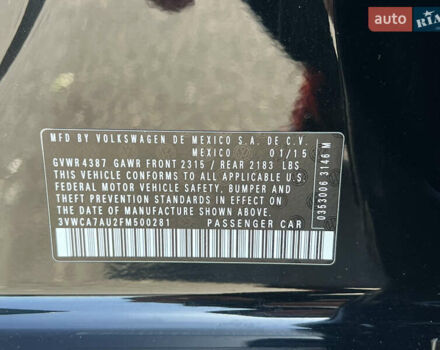 auto RIA
MFD BY VOLKSWAGEN DE MEXICO S.A. DE C.V.
MEXICO 01/15
GVWR 4387 GAWR FRONT 2315 / REAR 2183 LBS
THIS VEHICLE CONFORMS TO ALL APPLICABLE U.S.
FEDERAL MOTOR VEHICLE SAFETY, BUMPER AND
THEFT PREVENTION STANDARDS IN EFFECT ON
THE DATE OF MANUFACTURE SHOWN ABOVE.
3VWCA7AU2FM500281 PASSENGER CAR
0353006 3146 M